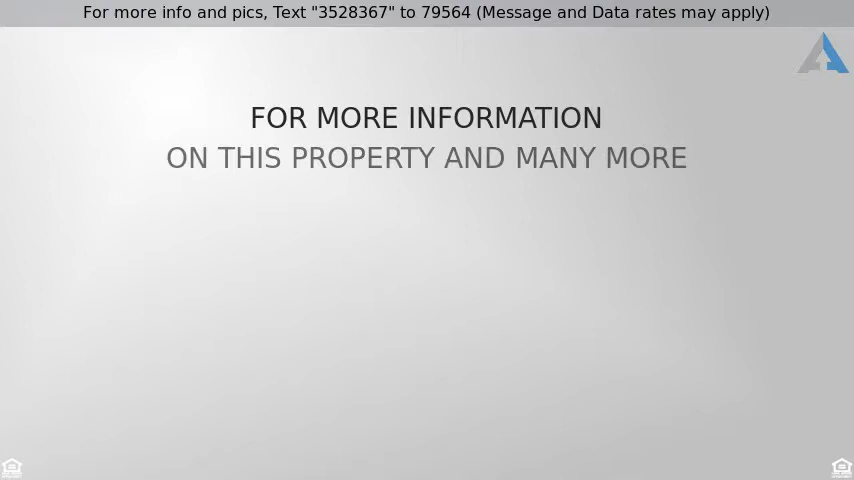 For more info and pics, Text "3528367" to 79564 (Message and Data rates may apply)
FOR MORE INFORMATION
ON THIS PROPERTY AND MANY MORE